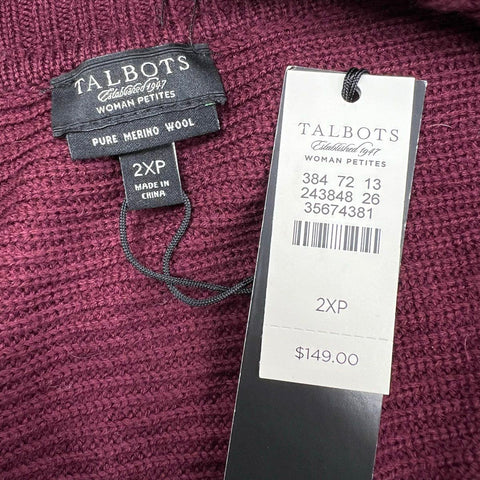 TALBOTS
Established 1947
WOMAN PETITES
PURE MERINO WOOL
2XP
MADE IN
CHINA
TALBOTS
Established 1947
WOMAN PETITES
384 72 13
243848 26
35674381
2XP
$149.00